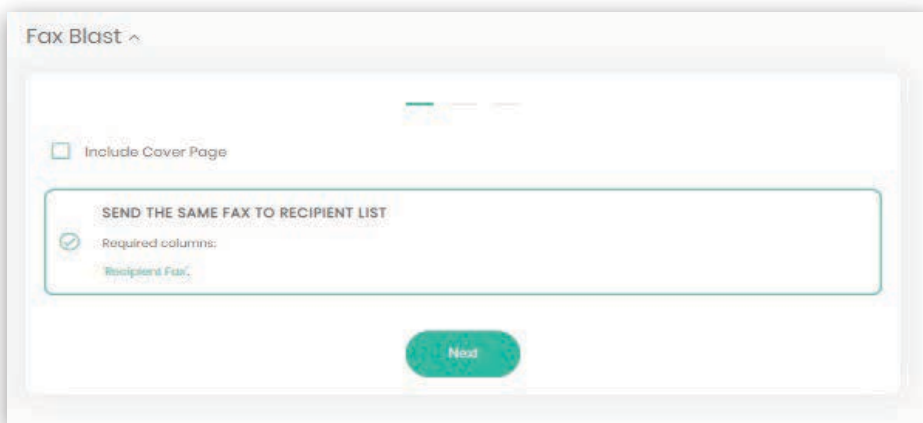 Fax Blast
Include Cover Page
SEND THE SAME FAX TO RECIPIENT LIST
Required columns:
'Recipient Fax'.
Next